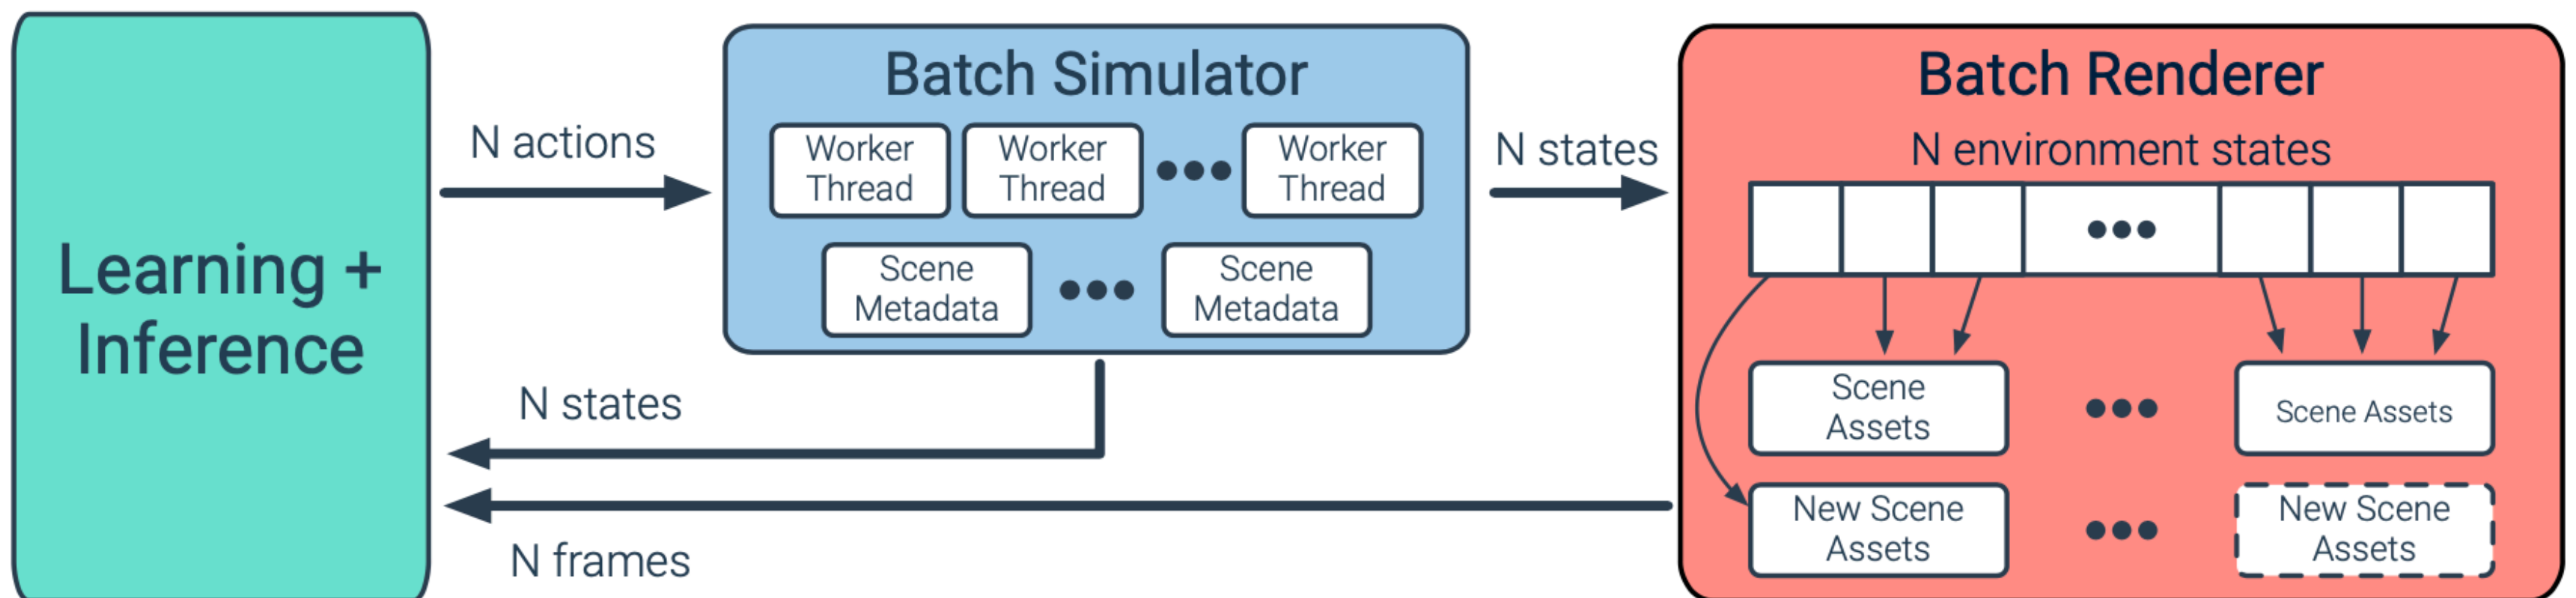 Learning +
Inference
N actions
Batch Simulator
Worker
Thread
Worker
Thread
Worker
Thread
Scene
Metadata
Scene
Metadata
N states
N states
N frames
Batch Renderer
N environment states
Scene
Assets
Scene Assets
New Scene
Assets
New Scene
Assets